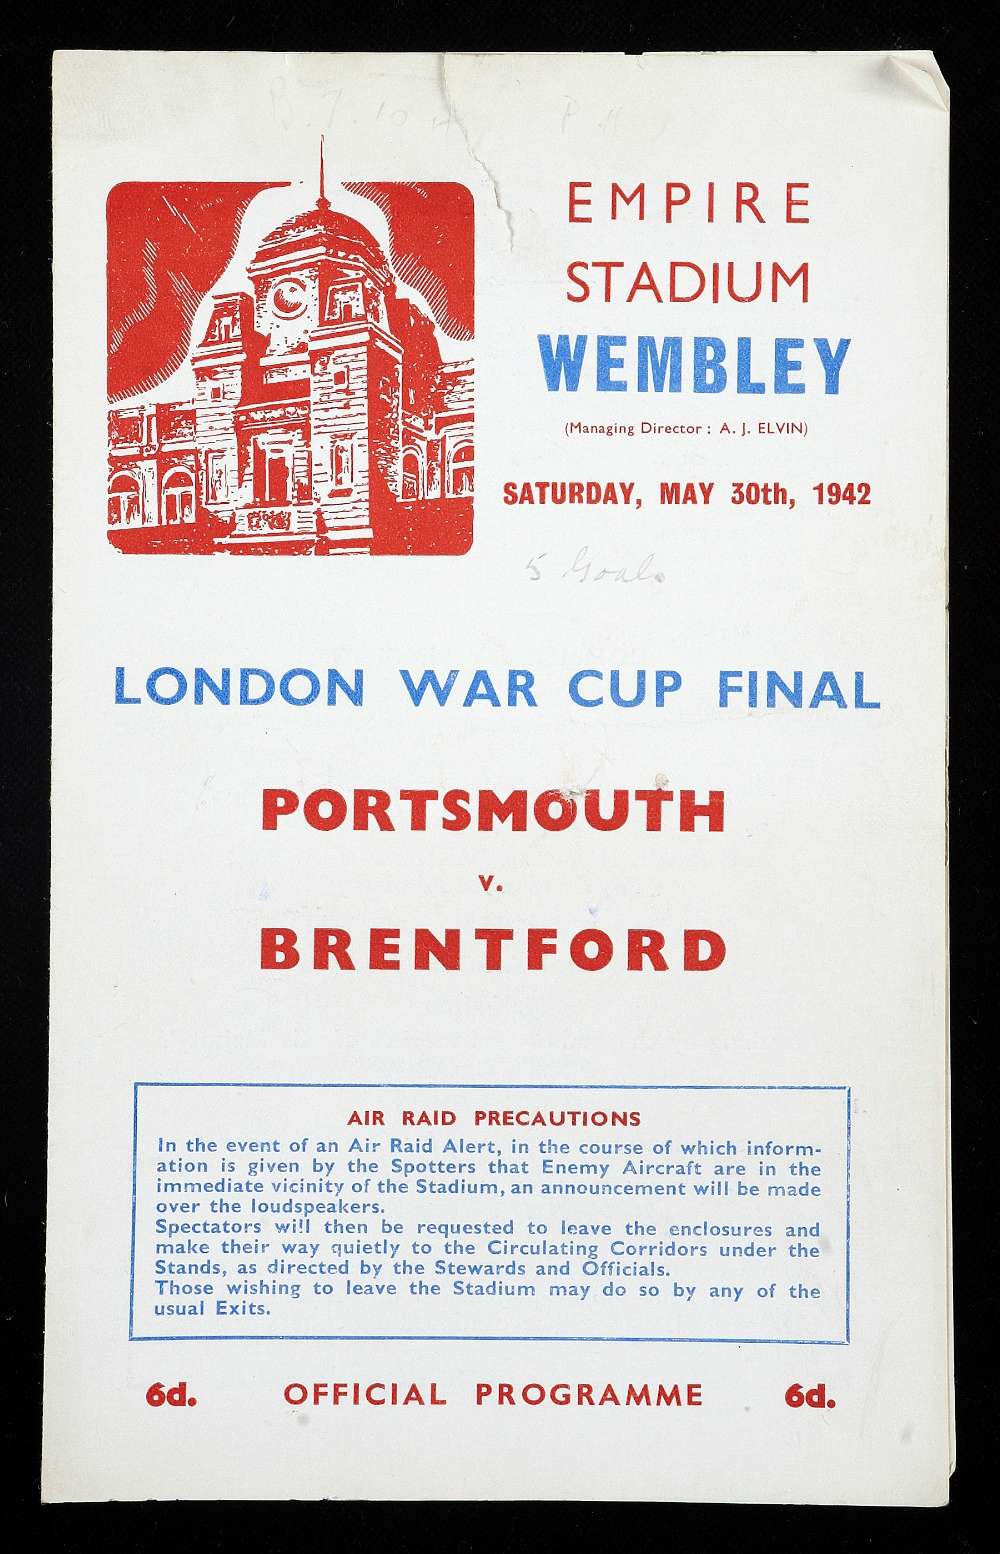 EMPIRE
STADIUM
WEMBLEY
(Managing Director : A. J. ELVIN)
SATURDAY, MAY 30th, 1942
5 Goals
LONDON WAR CUP FINAL
PORTSMOUTH
v.
BRENTFORD
AIR RAID PRECAUTIONS
In the event of an Air Raid Alert, in the course of which inform-
ation is given by the Spotters that Enemy Aircraft are in the
immediate vicinity of the Stadium, an announcement will be made
over the loudspeakers.
Spectators will then be requested to leave the enclosures and
make their way quietly to the Circulating Corridors under the
Stands, as directed by the Stewards and Officials.
Those wishing to leave the Stadium may do so by any of the
usual Exits.
6d. OFFICIAL PROGRAMME 6d.